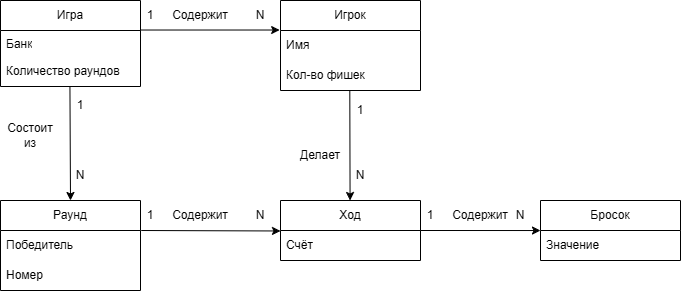 Игра 1 Содержит N Игрок
Банк
Имя
Количество раундов
Кол-во фишек
1
1
Состоит
из
Делает
N
N
Раунд 1 Содержит N Ход 1 Содержит N Бросок
Победитель
Счёт
Значение
Номер